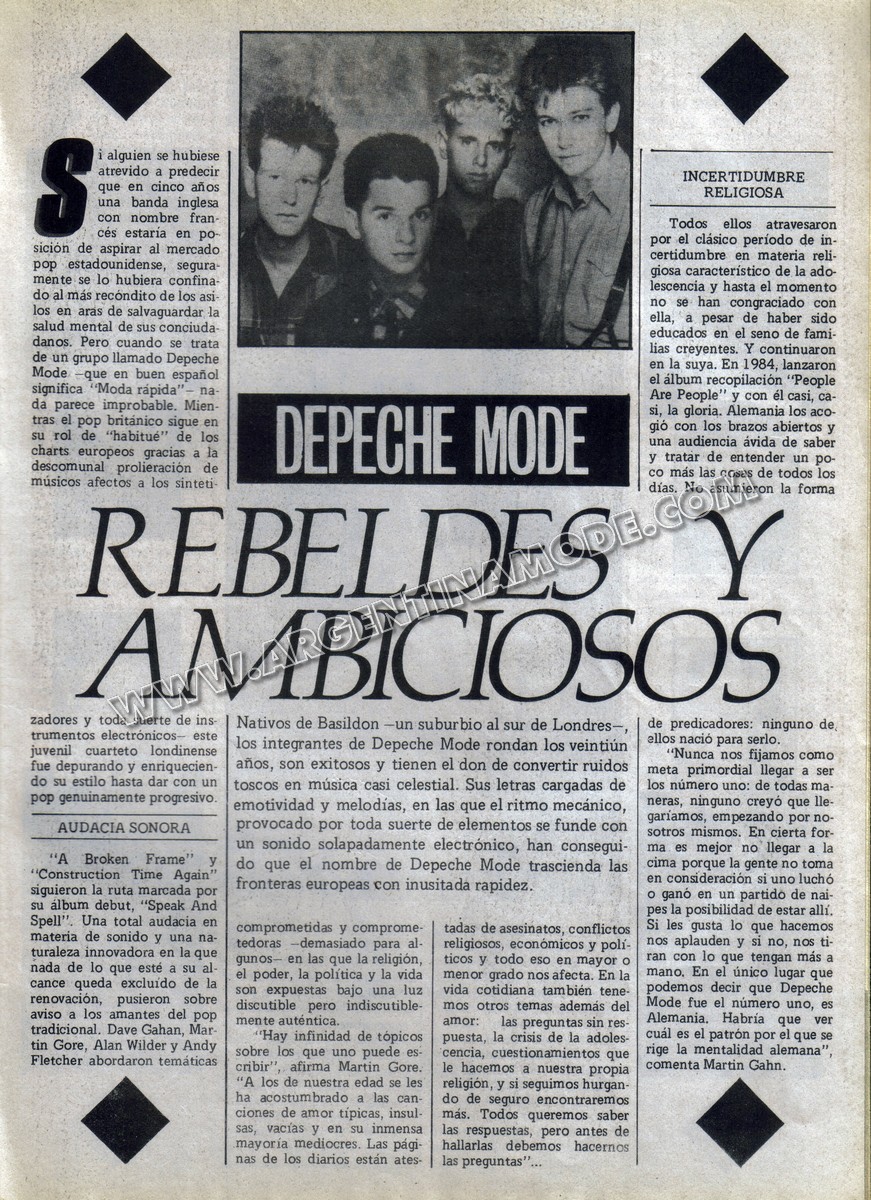 Si alguien se hubiese
atrevido a predecir
que en cinco años
una banda inglesa
con nombre fran-
cés estaría en po-
sición de aspirar al mercado
pop estadounidense, segura-
mente se lo hubiera confina-
do al más recóndito de los asi-
los en aras de salvaguardar la
salud mental de sus conciuda-
danos. Pero cuando se trata
de un grupo llamado Depeche
Mode —que en buen español
significa "Moda rápida"— na-
da parece improbable. Mien-
tras el pop británico sigue en
su rol de "habitué" de los
charts europeos gracias a la
descomunal prolieración de
músicos afectos a los sinteti-
DEPECHE MODE
REBELDES Y
AMBICIOSOS
WWW.ARGENTINAMODE.COM
Nativos de Basildon —un suburbio al sur de Londres—,
los integrantes de Depeche Mode rondan los veintiún
años, son exitosos y tienen el don de convertir ruidos
toscos en música casi celestial. Sus letras cargadas de
emotividad y melodías, en las que el ritmo mecánico,
provocado por toda suerte de elementos se funde con
un sonido solapadamente electrónico, han consegui-
do que el nombre de Depeche Mode trascienda las
fronteras europeas con inusitada rapidez.
zadores y toda suerte de ins-
trumentos electrónicos— este
juvenil cuarteto londinense
fue depurando y enriquecien-
do su estilo hasta dar con un
pop genuinamente progresivo.
AUDACIA SONORA
"A Broken Frame" y
"Construction Time Again"
siguieron la ruta marcada por
su álbum debut, "Speak And
Spell". Una total audacia en
materia de sonido y una na-
turaleza innovadora en la que
nada de lo que esté a su al-
cance queda excluído de la
renovación, pusieron sobre
aviso a los amantes del pop
tradicional. Dave Gahan, Mar-
tin Gore, Alan Wilder y Andy
Fletcher abordaron temáticas
comprometidas y comprome-
tedoras —demasiado para al-
gunos— en las que la religión,
el poder, la política y la vida
son expuestas bajo una luz
discutible pero indiscutible-
mente auténtica.
"Hay infinidad de tópicos
sobre los que uno puede es-
cribir", afirma Martin Gore.
"A los de nuestra edad se les
ha acostumbrado a las can-
ciones de amor típicas, insul-
sas, vacías y en su inmensa
mayoría mediocres. Las pági-
nas de los diarios están ates-
tadas de asesinatos, conflictos
religiosos, económicos y polí-
ticos y todo eso en mayor o
menor grado nos afecta. En la
vida cotidiana también tene-
mos otros temas además del
amor: las preguntas sin res-
puesta, la crisis de la adoles-
cencia, cuestionamientos que
le hacemos a nuestra propia
religión, y si seguimos hurgan-
do de seguro encontraremos
más. Todos queremos saber
las respuestas, pero antes de
hallarlas debemos hacernos
las preguntas"...
INCERTIDUMBRE
RELIGIOSA
Todos ellos atravesaron
por el clásico período de in-
certidumbre en materia reli-
giosa característico de la ado-
lescencia y hasta el momento
no se han congraciado con
ella, a pesar de haber sido
educados en el seno de fami-
lias creyentes. Y continuaron
en la suya. En 1984, lanzaron
el álbum recopilación "People
Are People" y con él casi, ca-
si, la gloria. Alemania los aco-
gió con los brazos abiertos y
una audiencia ávida de saber
y tratar de entender un po-
co más las cosas de todos los
días. No asumieron la forma
de predicadores: ninguno de
ellos nació para serlo.
"Nunca nos fijamos como
meta primordial llegar a ser
los número uno: de todas ma-
neras, ninguno creyó que lle-
garíamos, empezando por no-
sotros mismos. En cierta for-
ma es mejor no llegar a la
cima porque la gente no toma
en consideración si uno luchó
o ganó en un partido de nai-
pes la posibilidad de estar allí.
Si les gusta lo que hacemos
nos aplauden y si no, nos ti-
ran con lo que tengan más a
mano. En el único lugar que
podemos decir que Depeche
Mode fue el número uno, es
Alemania. Habría que ver
cuál es el patrón por el que se
rige la mentalidad alemana",
comenta Martin Gahn.